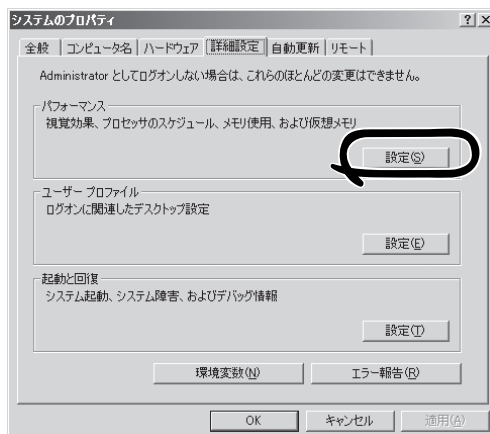 システムのプロパティ
全般 コンピュータ名 ハードウェア 詳細設定 自動更新 リモート
Administrator としてログオンしない場合は、これらのほとんどの変更はできません。
パフォーマンス
視覚効果、プロセッサのスケジュール、メモリ使用、および仮想メモリ
設定(S)
ユーザー プロファイル
ログオンに関連したデスクトップ設定
設定(E)
起動と回復
システム起動、システム障害、およびデバッグ情報
設定(T)
環境変数(N) エラー報告(R)
OK キャンセル 適用(A)